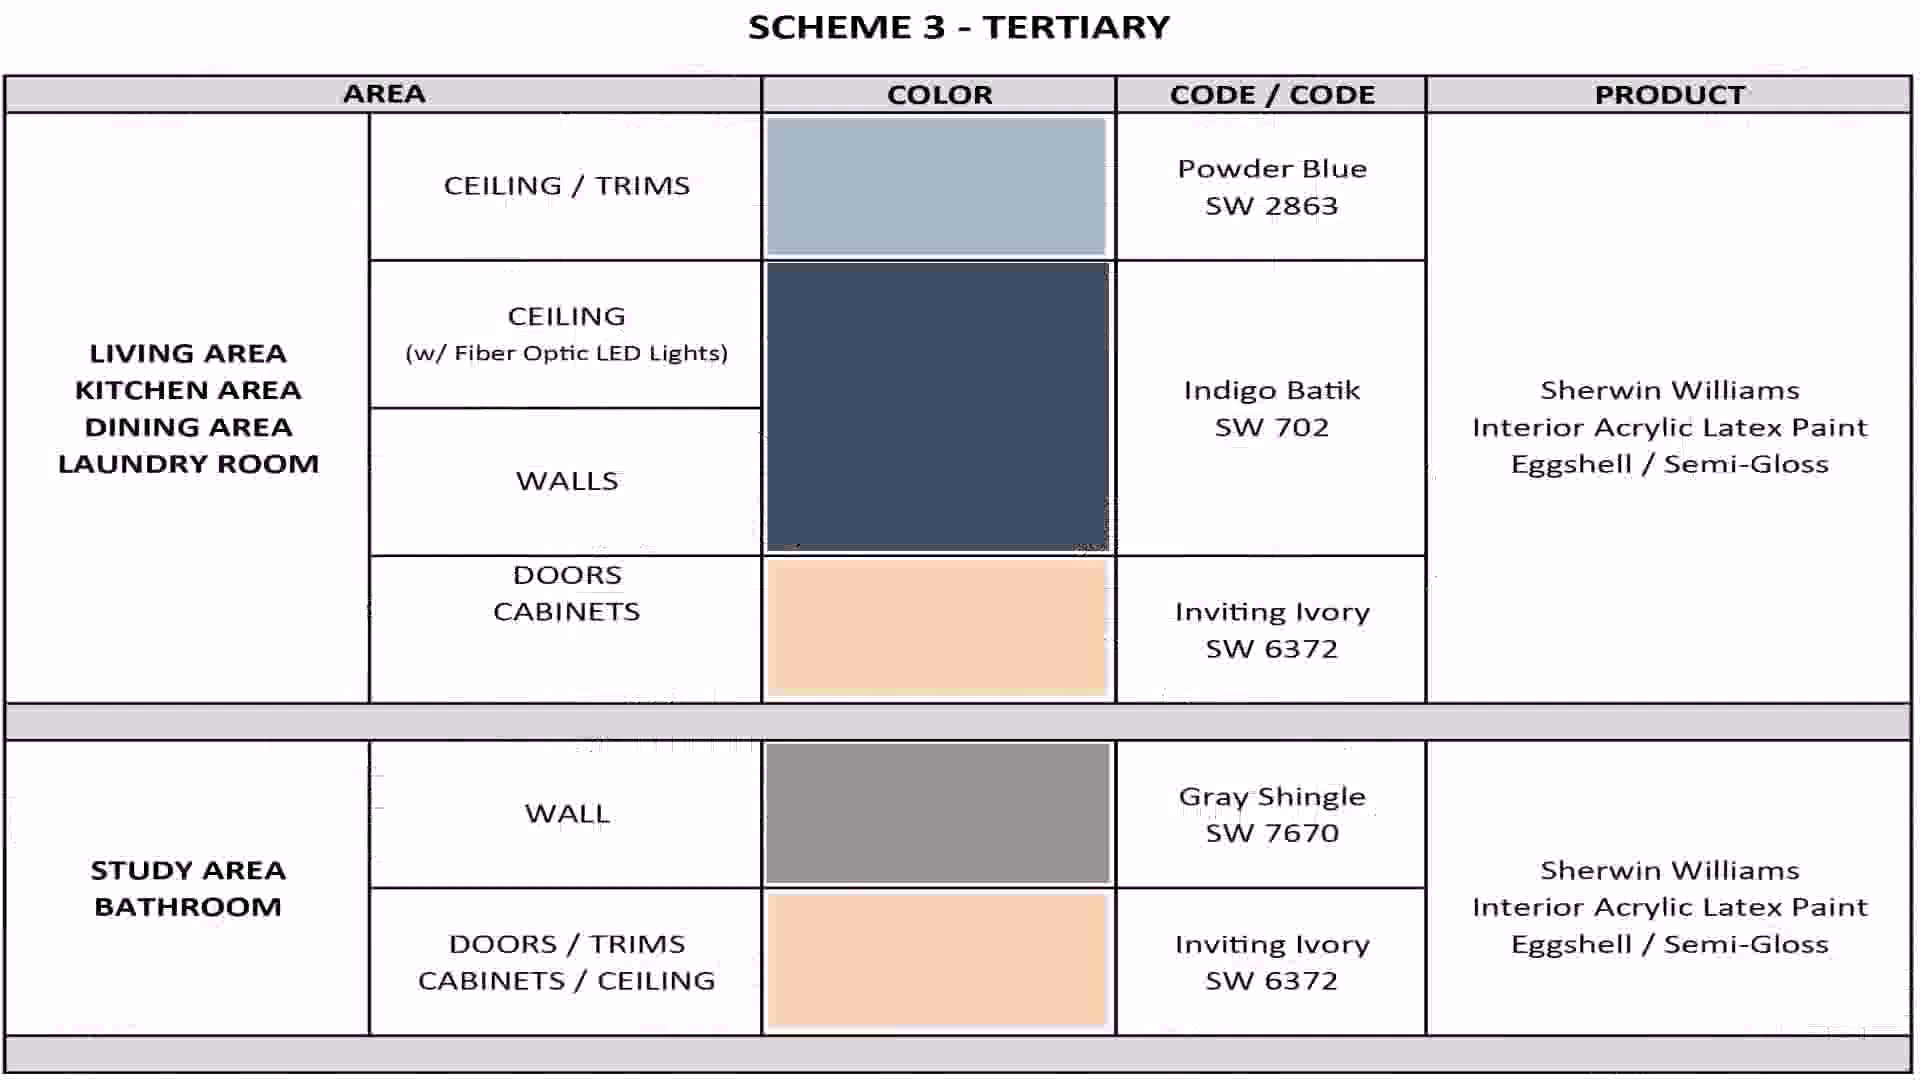 SCHEME 3 - TERTIARY
AREA
COLOR
CODE / CODE
PRODUCT
LIVING AREA
KITCHEN AREA
DINING AREA
LAUNDRY ROOM
CEILING / TRIMS
Powder Blue
SW 2863
CEILING
(w/ Fiber Optic LED Lights)
WALLS
Indigo Batik
SW 702
DOORS
CABINETS
Inviting Ivory
SW 6372
Sherwin Williams
Interior Acrylic Latex Paint
Eggshell / Semi-Gloss
STUDY AREA
BATHROOM
WALL
Gray Shingle
SW 7670
DOORS / TRIMS
CABINETS / CEILING
Inviting Ivory
SW 6372
Sherwin Williams
Interior Acrylic Latex Paint
Eggshell / Semi-Gloss